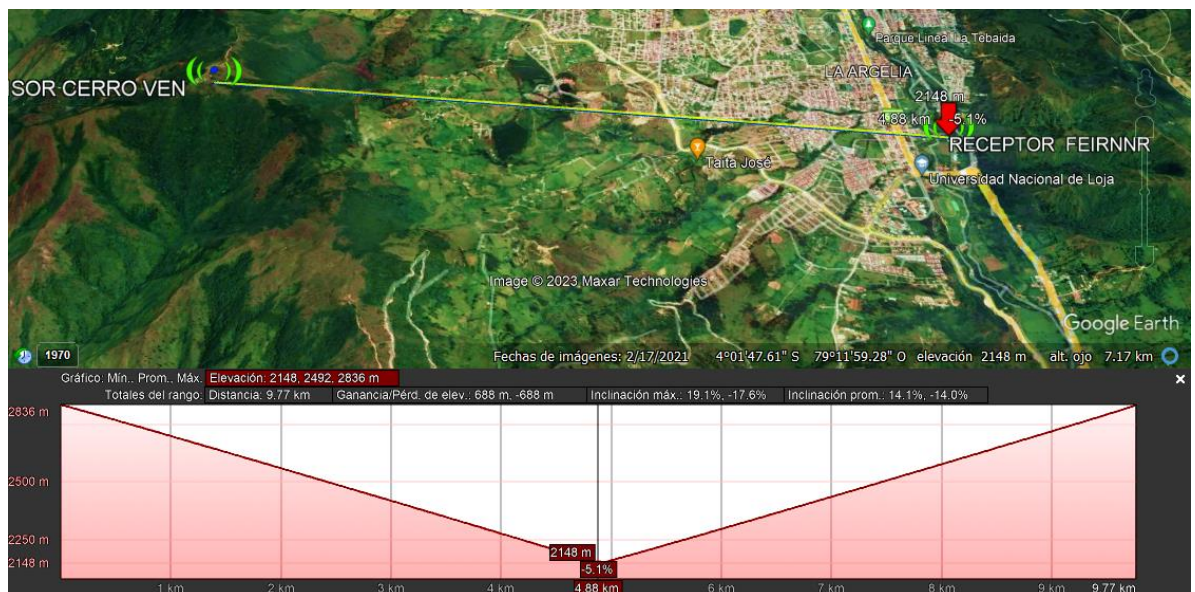 Parque Lineal La Tebaida
LA ARGELIA
SOR CERRO VEN
2148 m
4.88 km -5.1%
RECEPTOR FEIRNNR
Taita José
Universidad Nacional de Loja
Image © 2023 Maxar Technologies
Google Earth
1970
Fechas de imágenes: 2/17/2021 4°01'47.61" S 79°11'59.28" O elevación 2148 m alt. ojo 7.17 km
Gráfico: Mín., Prom., Máx. Elevación: 2148, 2492, 2836 m
Totales del rango: Distancia: 9.77 km Ganancia/Pérd. de elev.: 688 m, -688 m Inclinación máx.: 19.1%, -17.6% Inclinación prom.: 14.1%, -14.0%
2836 m
2500 m
2250 m
2148 m
2148 m
-5.1%
1 km 2 km 3 km 4 km 4.88 km 6 km 7 km 8 km 9 km 9.77 km